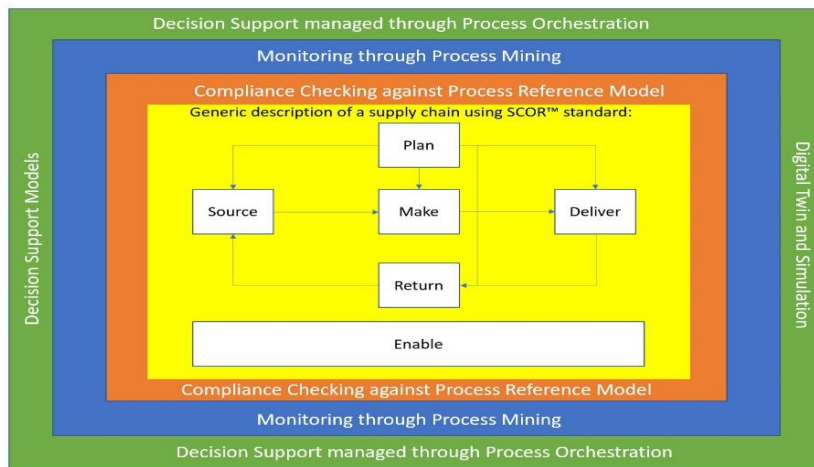 Decision Support managed through Process Orchestration
Monitoring through Process Mining
Compliance Checking against Process Reference Model
Generic description of a supply chain using SCOR™ standard:
Plan
Source
Make
Deliver
Return
Enable
Decision Support Models
Digital Twin and Simulation
Compliance Checking against Process Reference Model
Monitoring through Process Mining
Decision Support managed through Process Orchestration